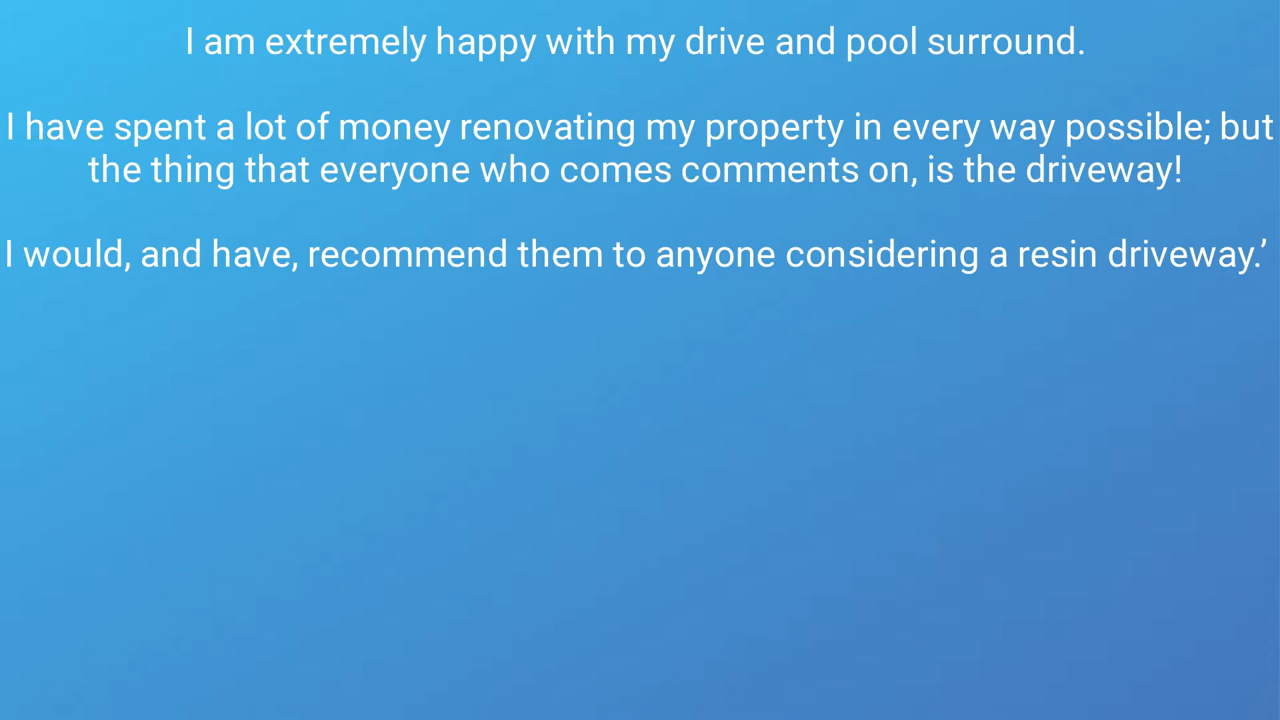 I am extremely happy with my drive and pool surround.
I have spent a lot of money renovating my property in every way possible; but
the thing that everyone who comes comments on, is the driveway!
I would, and have, recommend them to anyone considering a resin driveway.’